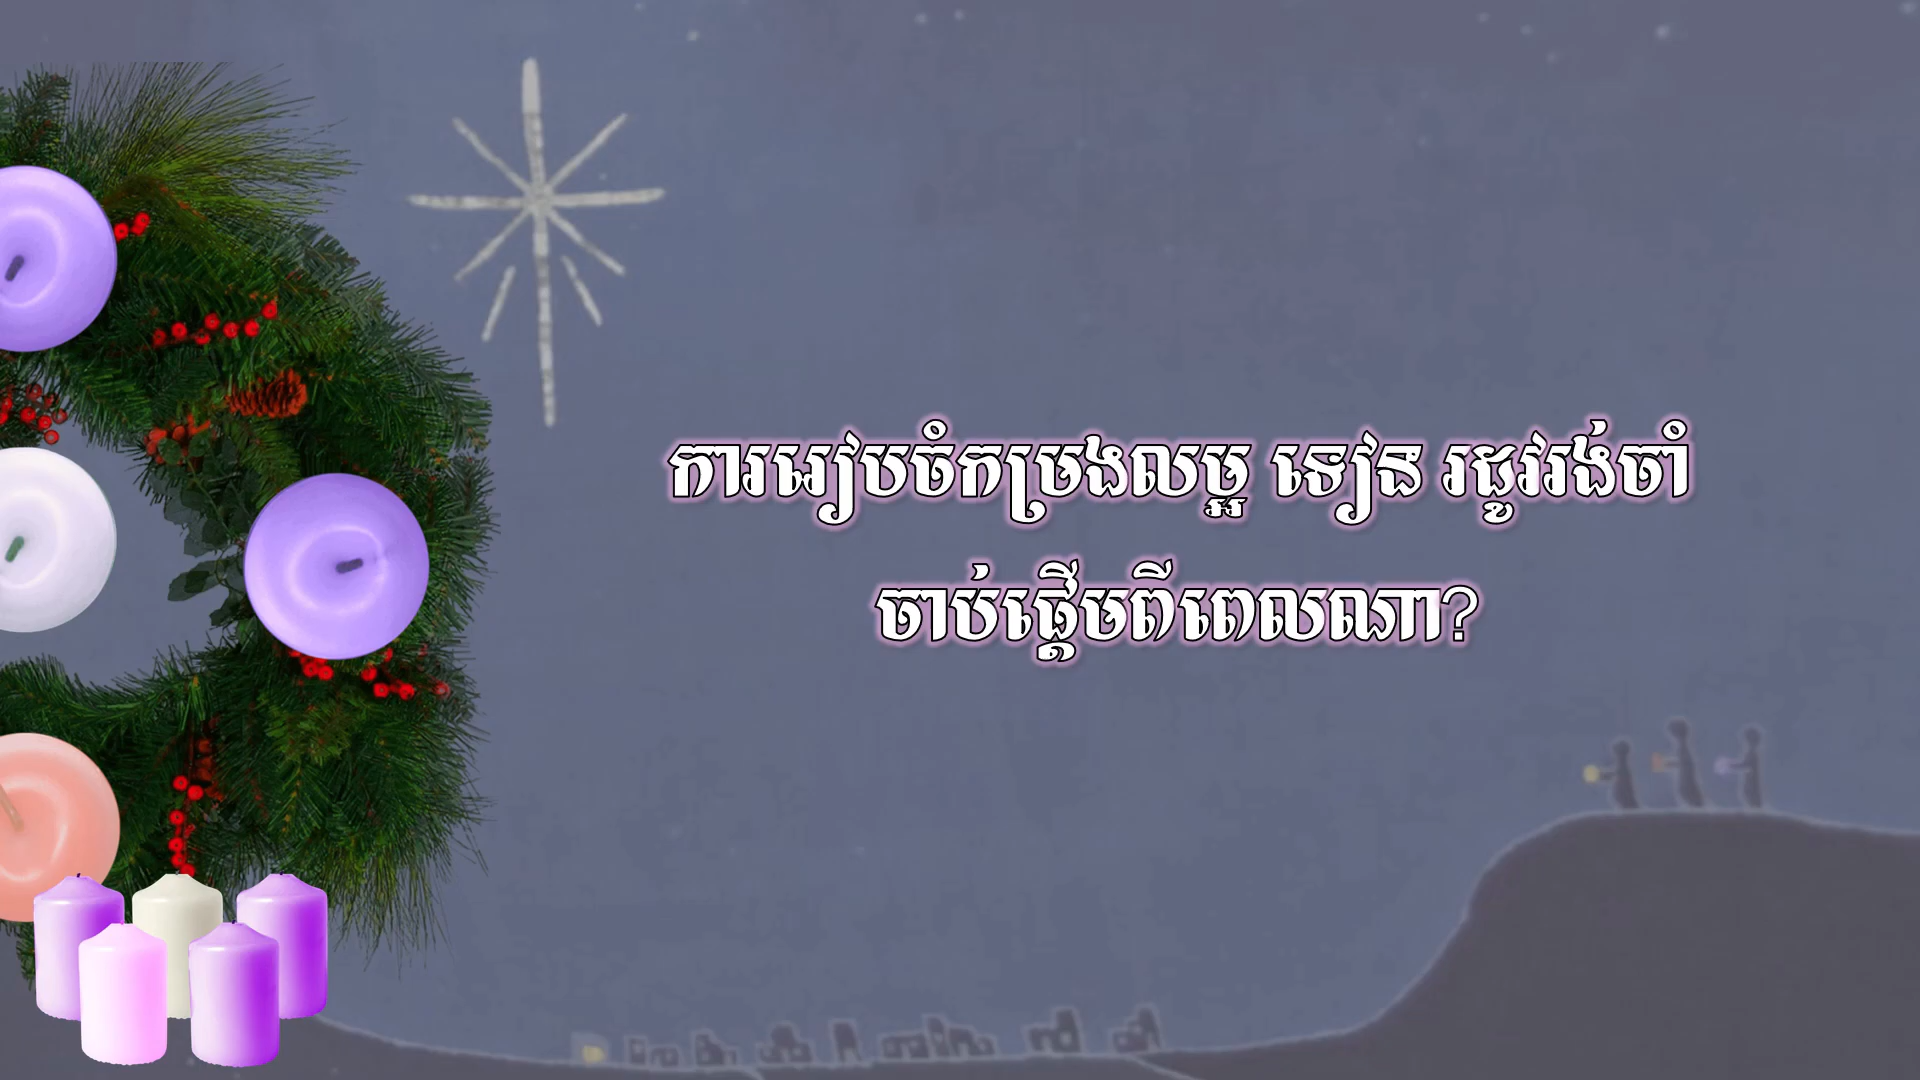 ការរៀបចំកម្រងលម្អ ទៀន រដូវរង់ចាំ
ចាប់ផ្ដើមពីពេលណា?